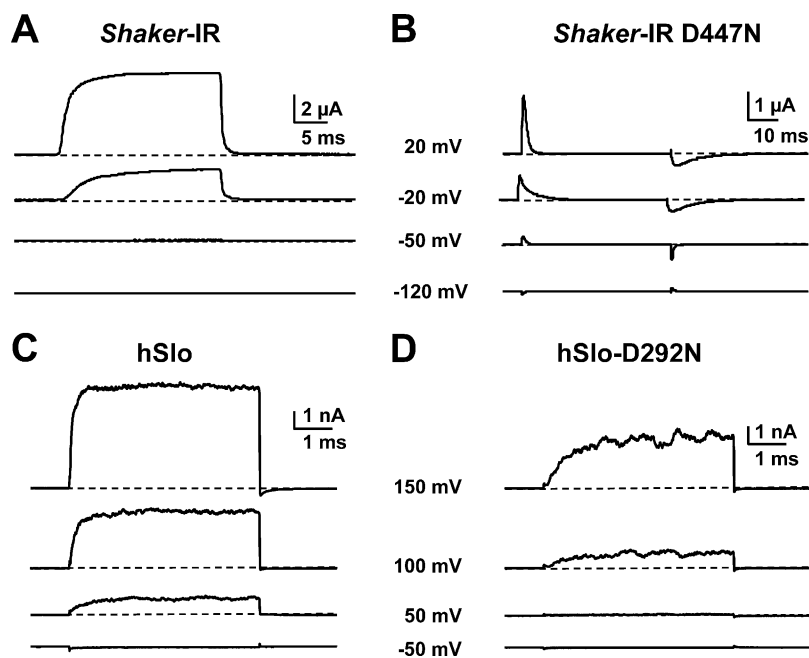 A
Shaker-IR
2 µA
5 ms
B
Shaker-IR D447N
1 µA
10 ms
20 mV
-20 mV
-50 mV
-120 mV
C
hSlo
1 nA
1 ms
D
hSlo-D292N
1 nA
1 ms
150 mV
100 mV
50 mV
-50 mV